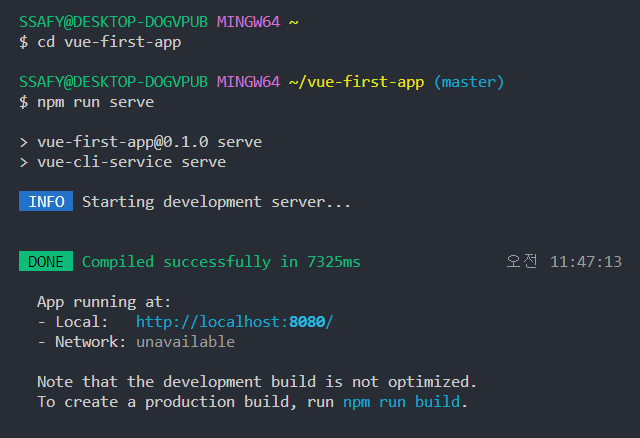 SSAFY@DESKTOP-DOGVPUB MINGW64 ~
$ cd vue-first-app
SSAFY@DESKTOP-DOGVPUB MINGW64 ~/vue-first-app (master)
$ npm run serve
> vue-first-app@0.1.0 serve
> vue-cli-service serve
INFO Starting development server...
DONE Compiled successfully in 7325ms 오전 11:47:13
App running at:
- Local: http://localhost:8080/
- Network: unavailable
Note that the development build is not optimized.
To create a production build, run npm run build.